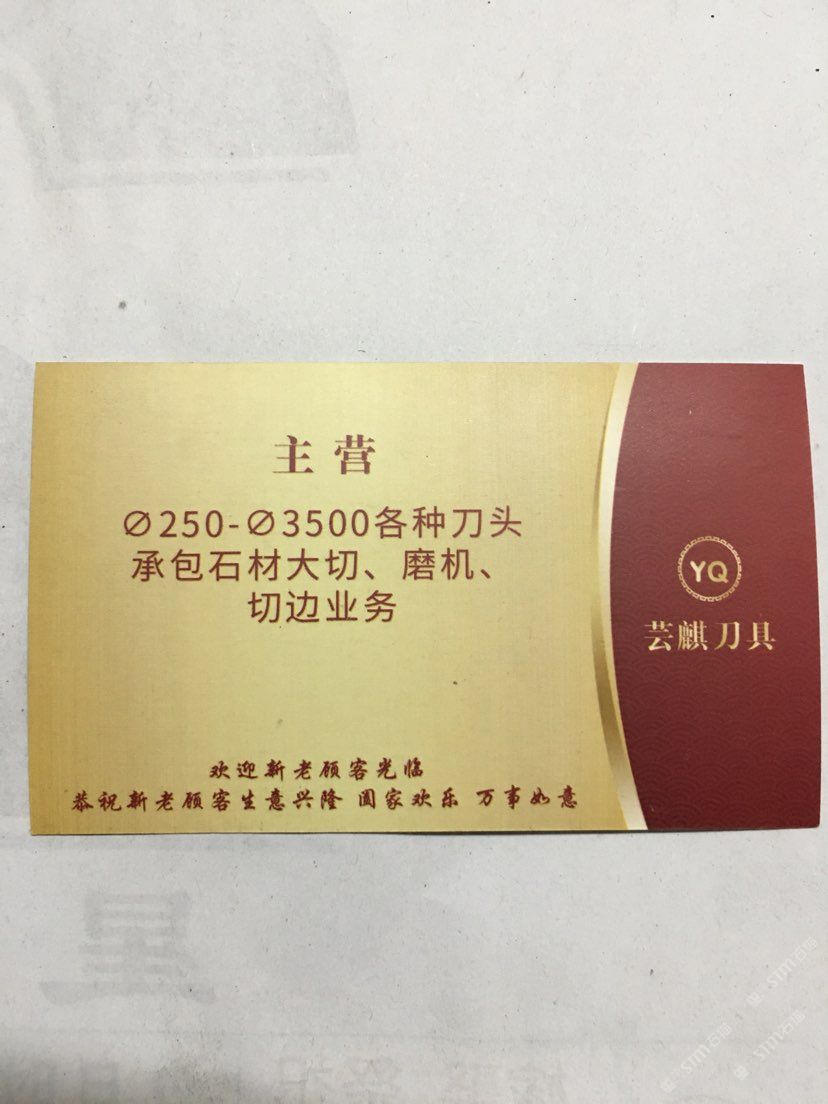 主营
∅250-∅3500各种刀头
承包石材大切、磨机、
切边业务
欢迎新老顾客光临
恭祝新老顾客生意兴隆 阖家欢乐 万事如意
YQ
芸麒刀具